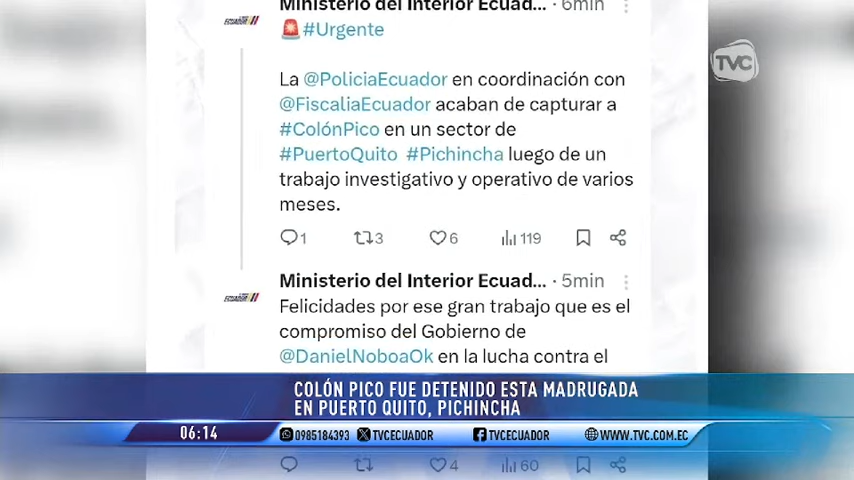 Ministerio del Interior Ecuad... · 6min
ECUADOR
#Urgente
TVC
La @PoliciaEcuador en coordinación con
@FiscaliaEcuador acaban de capturar a
#ColónPico en un sector de
#PuertoQuito #Pichincha luego de un
trabajo investigativo y operativo de varios
meses.
1 3 6 119
Ministerio del Interior Ecuad... · 5min
ECUADOR
Felicidades por ese gran trabajo que es el
compromiso del Gobierno de
@DanielNoboaOk en la lucha contra el
COLÓN PICO FUE DETENIDO ESTA MADRUGADA
EN PUERTO QUITO, PICHINCHA
06:14 0985184393 TVCECUADOR TVCECUADOR WWW.TVC.COM.EC
4 60